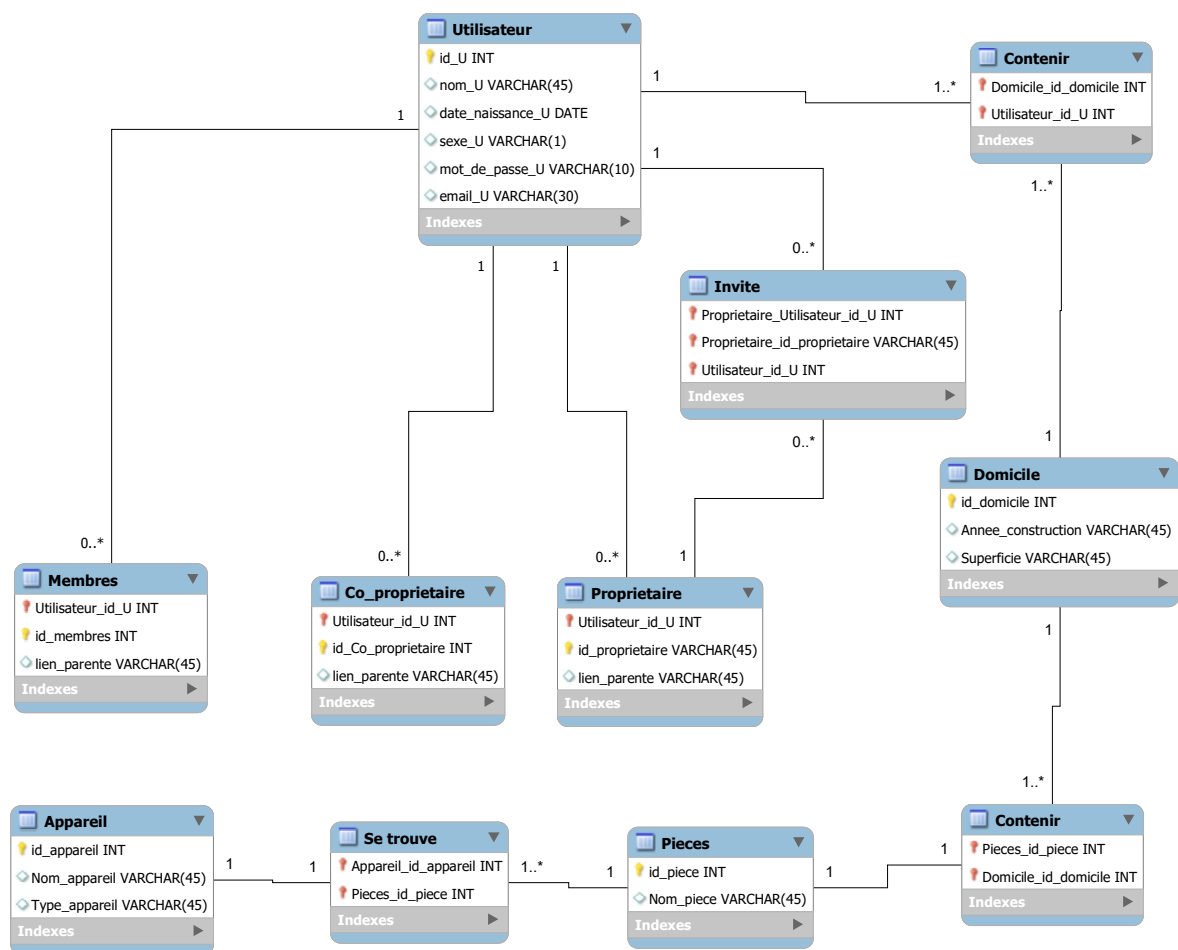 Utilisateur
id_U INT
nom_U VARCHAR(45)
date_naissance_U DATE
sexe_U VARCHAR(1)
mot_de_passe_U VARCHAR(10)
email_U VARCHAR(30)
Indexes
Contenir
Domicile_id_domicile INT
Utilisateur_id_U INT
Indexes
1
1..*
1
1
1..*
1
1
0..*
Invite
Proprietaire_Utilisateur_id_U INT
Proprietaire_id_proprietaire VARCHAR(45)
Utilisateur_id_U INT
Indexes
0..*
1
Domicile
id_domicile INT
Annee_construction VARCHAR(45)
Superficie VARCHAR(45)
Indexes
0..*
0..*
0..*
1
Membres
Utilisateur_id_U INT
id_membres INT
lien_parente VARCHAR(45)
Indexes
Co_proprietaire
Utilisateur_id_U INT
id_Co_proprietaire INT
lien_parente VARCHAR(45)
Indexes
Proprietaire
Utilisateur_id_U INT
id_proprietaire VARCHAR(45)
lien_parente VARCHAR(45)
Indexes
1
1..*
Appareil
id_appareil INT
Nom_appareil VARCHAR(45)
Type_appareil VARCHAR(45)
Indexes
1
1
Se trouve
Appareil_id_appareil INT
Pieces_id_piece INT
Indexes
1..*
1
Pieces
id_piece INT
Nom_piece VARCHAR(45)
Indexes
1
1
Contenir
Pieces_id_piece INT
Domicile_id_domicile INT
Indexes